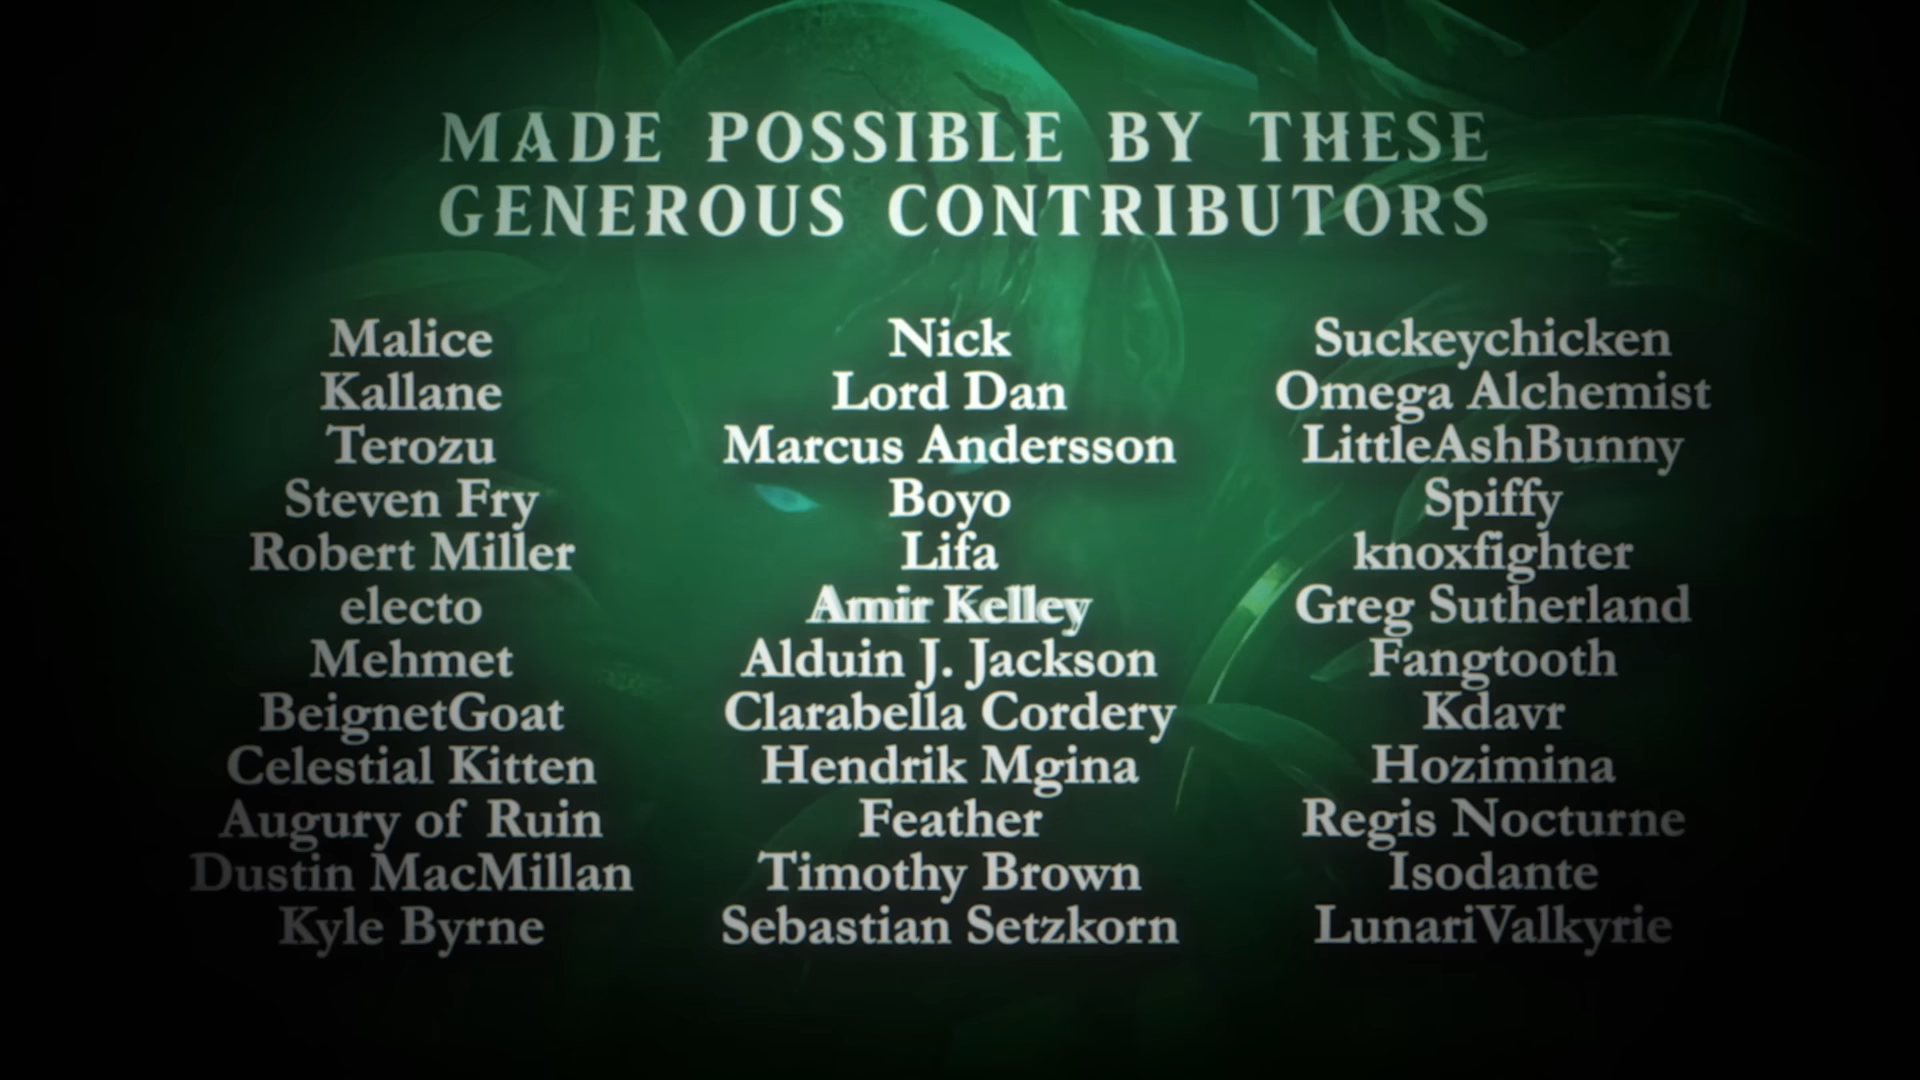 MADE POSSIBLE BY THESE
GENEROUS CONTRIBUTORS
Malice
Kallane
Terozu
Steven Fry
Robert Miller
electo
Mehmet
BeignetGoat
Celestial Kitten
Augury of Ruin
Dustin MacMillan
Kyle Byrne
Nick
Lord Dan
Marcus Andersson
Boyo
Lifa
Amir Kelley
Alduin J. Jackson
Clarabella Cordery
Hendrik Mgina
Feather
Timothy Brown
Sebastian Setzkorn
Suckeychicken
Omega Alchemist
LittleAshBunny
Spiffy
knoxfighter
Greg Sutherland
Fangtooth
Kdavr
Hozimina
Regis Nocturne
Isodante
LunariValkyrie